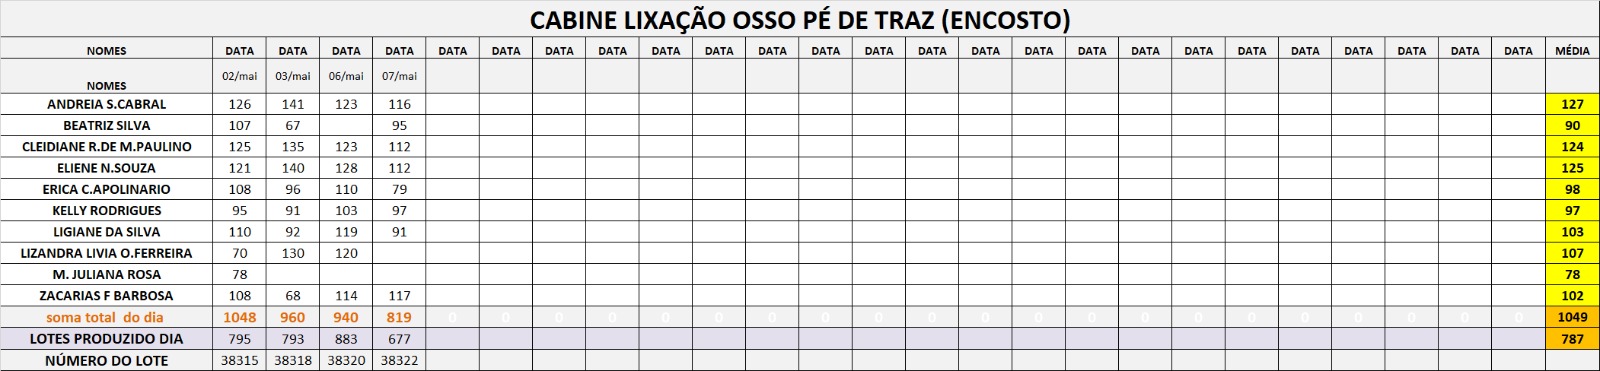 CABINE LIXAÇÃO OSSO PÉ DE TRAZ (ENCOSTO)
NOMES DATA DATA DATA DATA DATA DATA DATA DATA DATA DATA DATA DATA DATA DATA DATA DATA DATA DATA DATA DATA DATA DATA DATA DATA DATA MÉDIA
NOMES 02/mai 03/mai 06/mai 07/mai
ANDREIA S.CABRAL 126 141 123 116 127
BEATRIZ SILVA 107 67 95 90
CLEIDIANE R.DE M.PAULINO 125 135 123 112 124
ELIENE N.SOUZA 121 140 128 112 125
ERICA C.APOLINARIO 108 96 110 79 98
KELLY RODRIGUES 95 91 103 97 97
LIGIANE DA SILVA 110 92 119 91 103
LIZANDRA LIVIA O.FERREIRA 70 130 120 107
M. JULIANA ROSA 78 78
ZACARIAS F BARBOSA 108 68 114 117 102
soma total do dia 1048 960 940 819 0 0 0 0 0 0 0 0 0 0 0 0 0 0 0 0 0 0 0 0 0 1049
LOTES PRODUZIDO DIA 795 793 883 677 787
NÚMERO DO LOTE 38315 38318 38320 38322